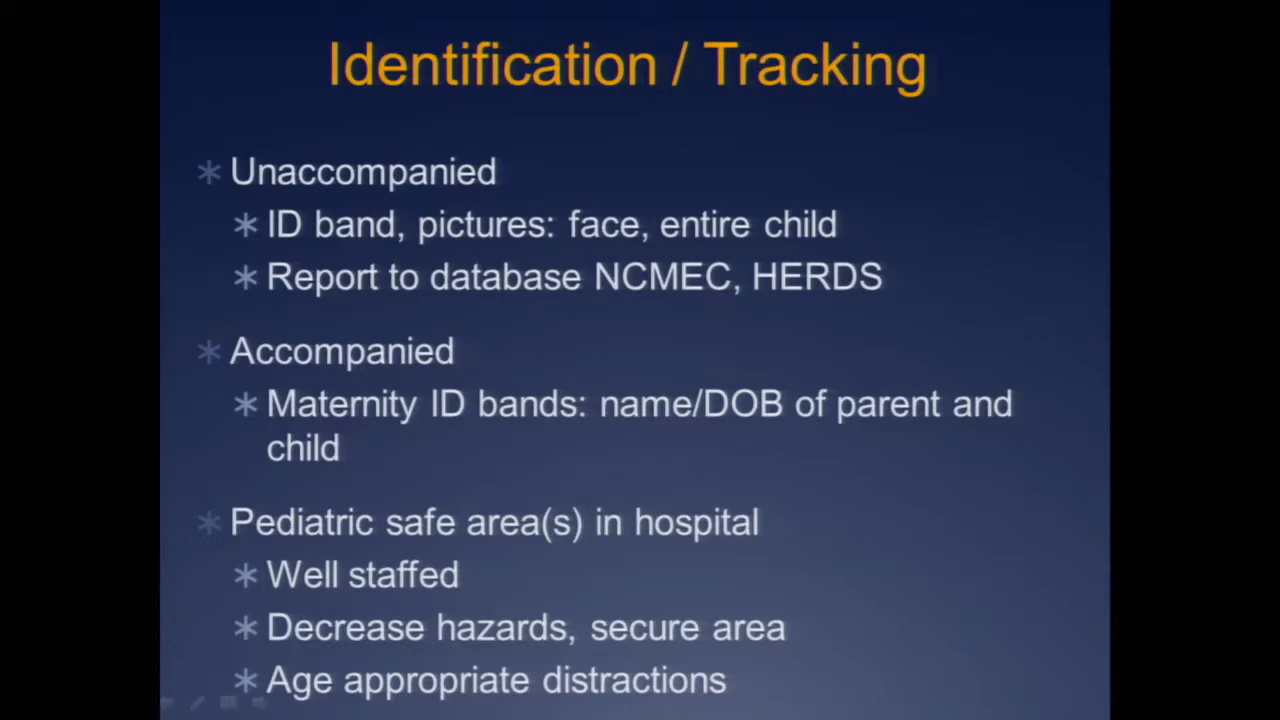 Identification / Tracking
Unaccompanied
ID band, pictures: face, entire child
Report to database NCMEC, HERDS
Accompanied
Maternity ID bands: name/DOB of parent and
child
Pediatric safe area(s) in hospital
Well staffed
Decrease hazards, secure area
Age appropriate distractions